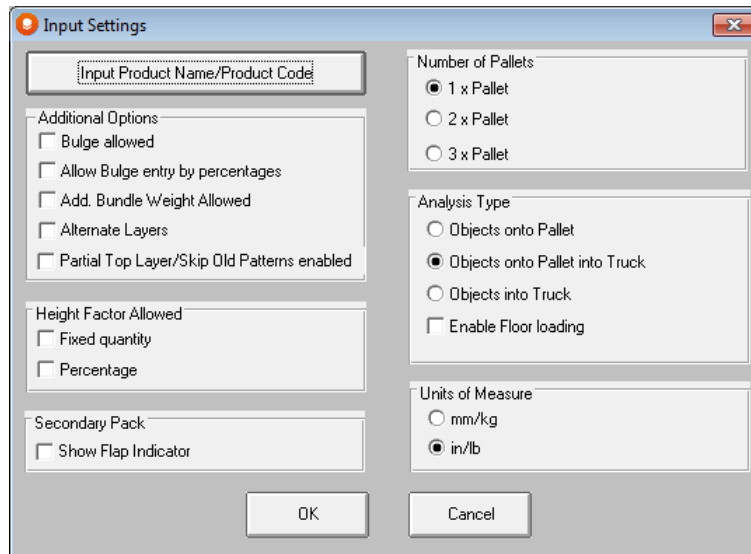 Input Settings
Input Product Name/Product Code
Additional Options
Bulge allowed
Allow Bulge entry by percentages
Add. Bundle Weight Allowed
Alternate Layers
Partial Top Layer/Skip Old Patterns enabled
Height Factor Allowed
Fixed quantity
Percentage
Secondary Pack
Show Flap Indicator
Number of Pallets
1 x Pallet
2 x Pallet
3 x Pallet
Analysis Type
Objects onto Pallet
Objects onto Pallet into Truck
Objects into Truck
Enable Floor loading
Units of Measure
mm/kg
in/lb
OK
Cancel